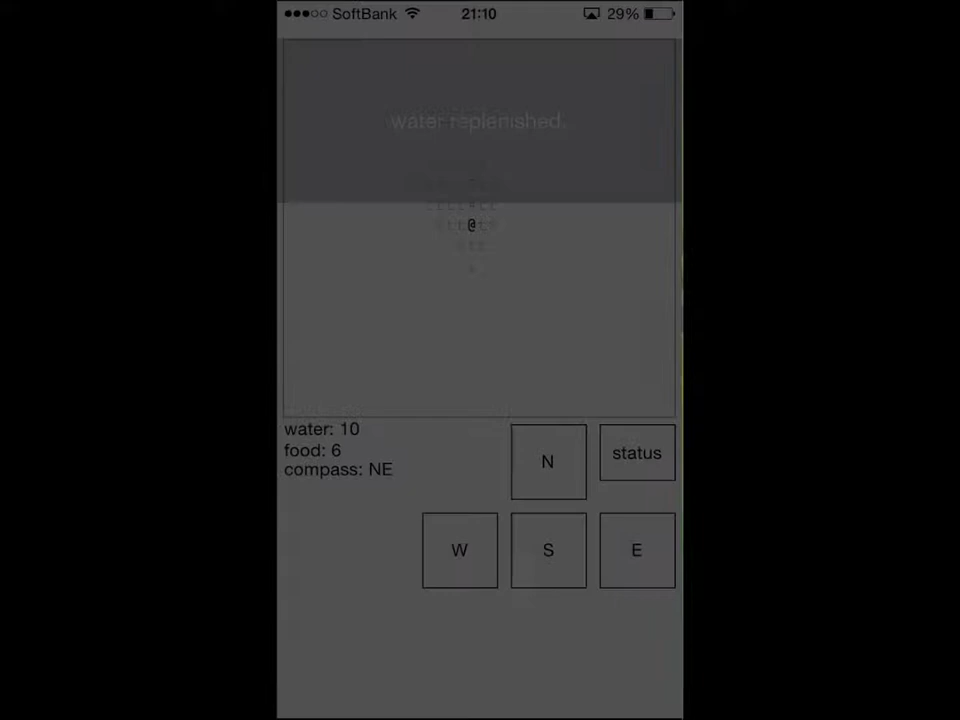 SoftBank 21:10 29%
water replenished.
@
water: 10
food: 6
compass: NE
N
status
W
S
E